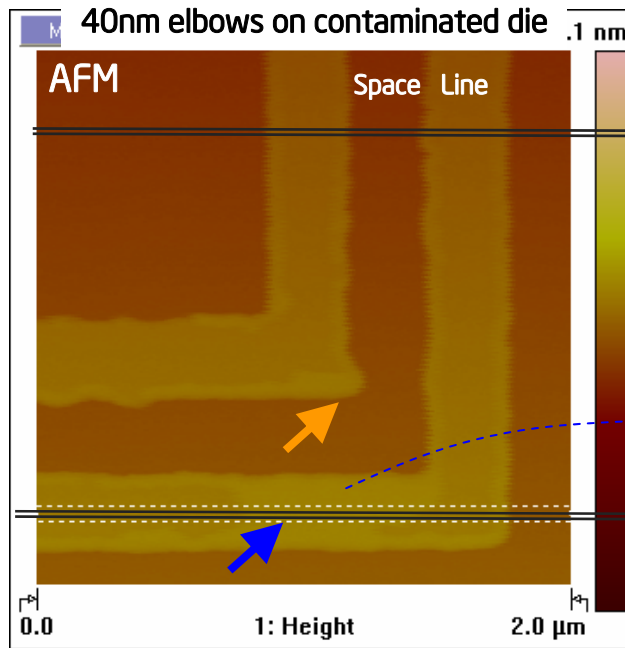 40nm elbows on contaminated die
M
.1 nm
AFM
Space Line
0.0
1: Height
2.0 µm